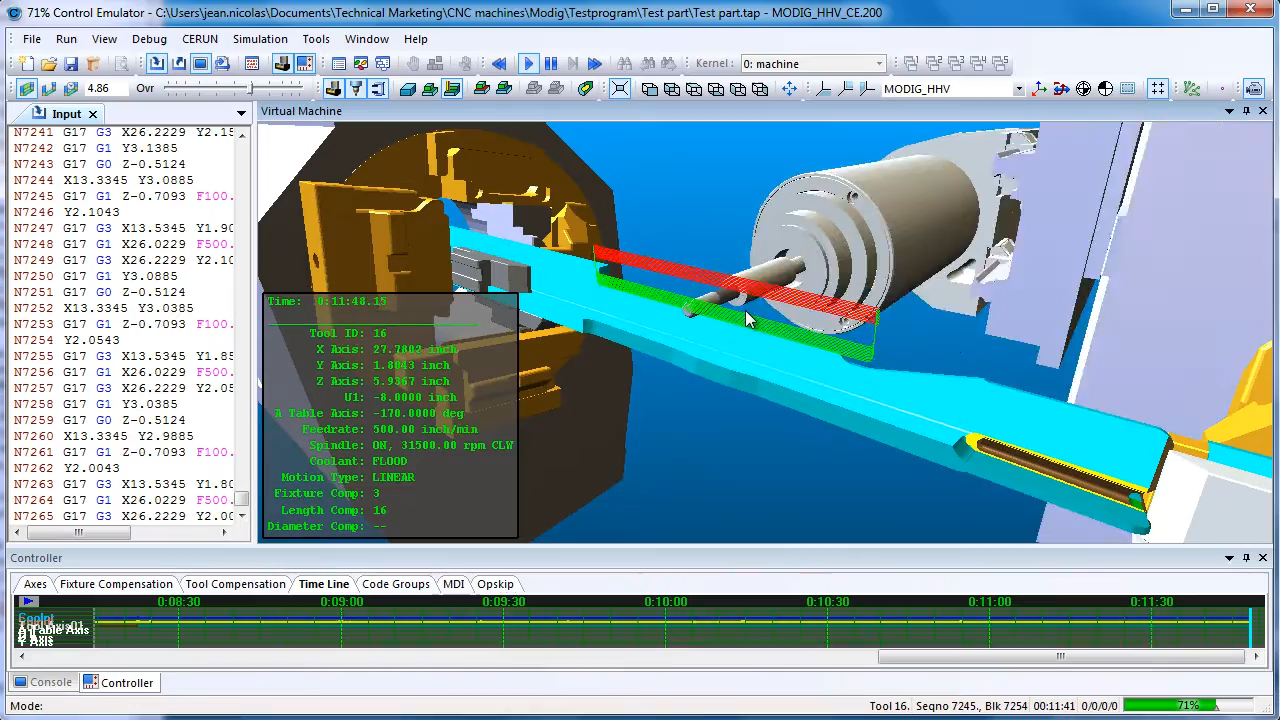 71% Control Emulator - C:\Users\jean.nicolas\Documents\Technical Marketing\CNC machines\Modig\Testprogram\Test part\Test part.tap - MODIG_HHV_CE.200
File Run View Debug CERUN Simulation Tools Window Help
Kernel: 0: machine
4.86 Ovr MODIG_HHV
Input
Virtual Machine
N7241 G17 G3 X26.2229 Y2.15
N7242 G17 G1 Y3.1385
N7243 G17 G0 Z-0.5124
N7244 X13.3345 Y3.0885
N7245 G17 G1 Z-0.7093 F100.
N7246 Y2.1043
N7247 G17 G3 X13.5345 Y1.90
N7248 G17 G1 X26.0229 F500.
N7249 G17 G3 X26.2229 Y2.10
N7250 G17 G1 Y3.0885
N7251 G17 G0 Z-0.5124
N7252 X13.3345 Y3.0385
N7253 G17 G1 Z-0.7093 F100.
N7254 Y2.0543
N7255 G17 G3 X13.5345 Y1.85
N7256 G17 G1 X26.0229 F500.
N7257 G17 G3 X26.2229 Y2.05
N7258 G17 G1 Y3.0385
N7259 G17 G0 Z-0.5124
N7260 X13.3345 Y2.9885
N7261 G17 G1 Z-0.7093 F100.
N7262 Y2.0043
N7263 G17 G3 X13.5345 Y1.80
N7264 G17 G1 X26.0229 F500.
N7265 G17 G3 X26.2229 Y2.00
Time: 0:11:48.15
Tool ID: 16
X Axis: 27.7802 inch
Y Axis: 1.8043 inch
Z Axis: 5.9367 inch
U1: -8.0000 inch
A Table Axis: -170.0000 deg
Feedrate: 500.00 inch/min
Spindle: ON, 31500.00 rpm CLW
Coolant: FLOOD
Motion Type: LINEAR
Fixture Comp: 3
Length Comp: 16
Diameter Comp: --
Controller
Axes Fixture Compensation Tool Compensation Time Line Code Groups MDI Opskip
0:08:30 0:09:00 0:09:30 0:10:00 0:10:30 0:11:00 0:11:30
A Table Axis
Axis
Console Controller
Mode: Tool 16. Seqno 7245., Blk 7254 00:11:41 0/0/0/0 71%